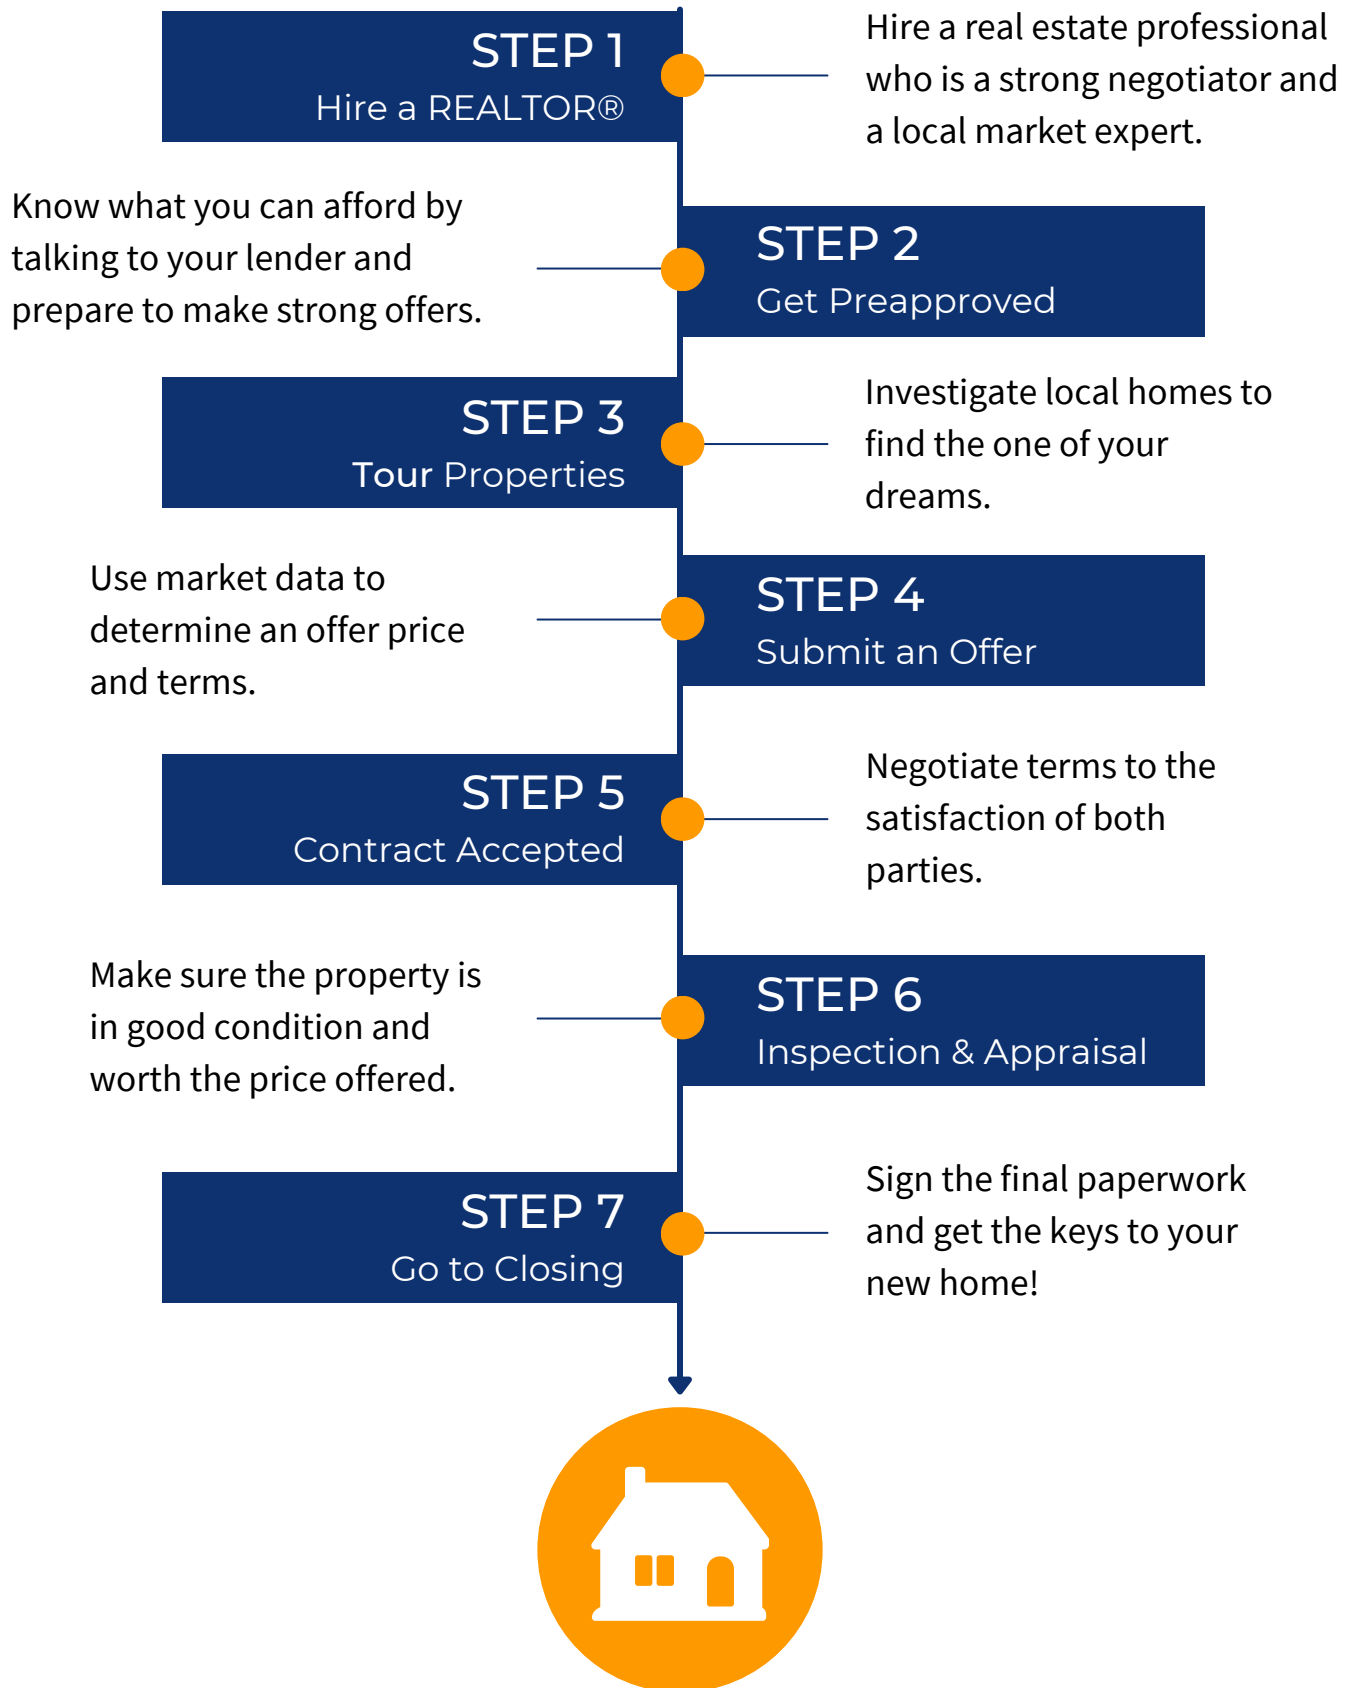 STEP 1
Hire a REALTOR®
Hire a real estate professional
who is a strong negotiator and
a local market expert.
STEP 2
Get Preapproved
Know what you can afford by
talking to your lender and
prepare to make strong offers.
STEP 3
Tour Properties
Investigate local homes to
find the one of your
dreams.
STEP 4
Submit an Offer
Use market data to
determine an offer price
and terms.
STEP 5
Contract Accepted
Negotiate terms to the
satisfaction of both
parties.
STEP 6
Inspection & Appraisal
Make sure the property is
in good condition and
worth the price offered.
STEP 7
Go to Closing
Sign the final paperwork
and get the keys to your
new home!